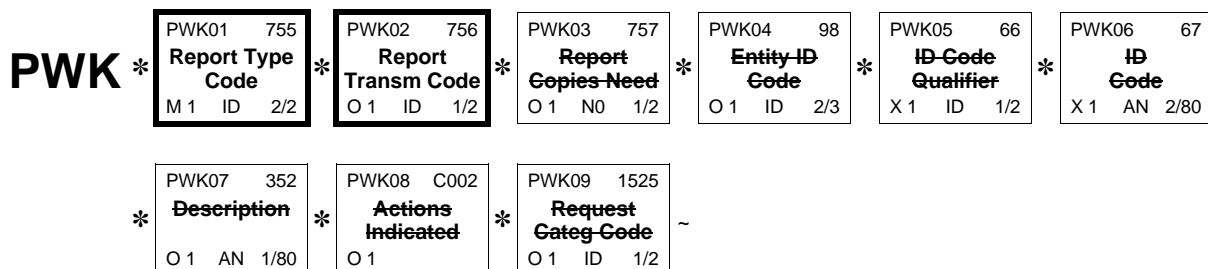 PWK * PWK01 755 * PWK02 756 * PWK03 757 * PWK04 98 * PWK05 66 * PWK06 67
Report Type Report Report Entity ID ID Code ID
Code Transm Code Copies Need Code Qualifier Code
M 1 ID 2/2 O 1 ID 1/2 O 1 N0 1/2 O 1 ID 2/3 X 1 ID 1/2 X 1 AN 2/80
* PWK07 352 * PWK08 C002 * PWK09 1525 ~
Description Actions Request
Indicated Categ Code
O 1 AN 1/80 O 1 O 1 ID 1/2